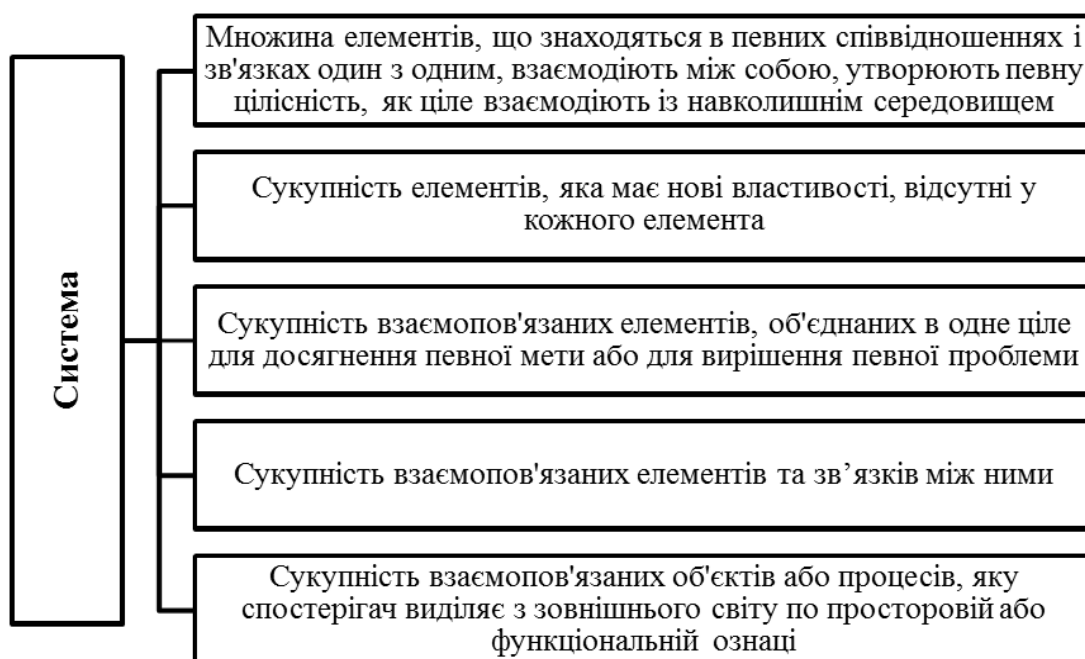 Система
Множина елементів, що знаходяться в певних співвідношеннях і
зв'язках один з одним, взаємодіють між собою, утворюють певну
цілісність, як ціле взаємодіють із навколишнім середовищем
Сукупність елементів, яка має нові властивості, відсутні у
кожного елемента
Сукупність взаємопов'язаних елементів, об'єднаних в одне ціле
для досягнення певної мети або для вирішення певної проблеми
Сукупність взаємопов'язаних елементів та зв’язків між ними
Сукупність взаємопов'язаних об'єктів або процесів, яку
спостерігач виділяє з зовнішнього світу по просторовій або
функціональній ознаці